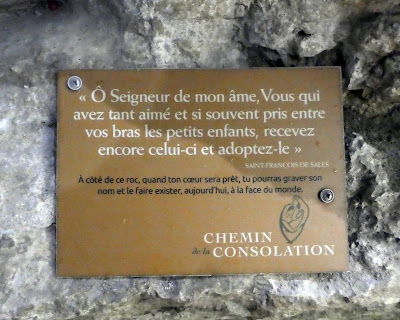 « Ô Seigneur de mon âme, Vous qui
avez tant aimé et si souvent pris entre
vos bras les petits enfants, recevez
encore celui-ci et adoptez-le »
SAINT-FRANÇOIS DE SALES
À côté de ce roc, quand ton cœur sera prêt, tu pourras graver son
nom et le faire exister, aujourd'hui, à la face du monde.
CHEMIN
de la CONSOLATION